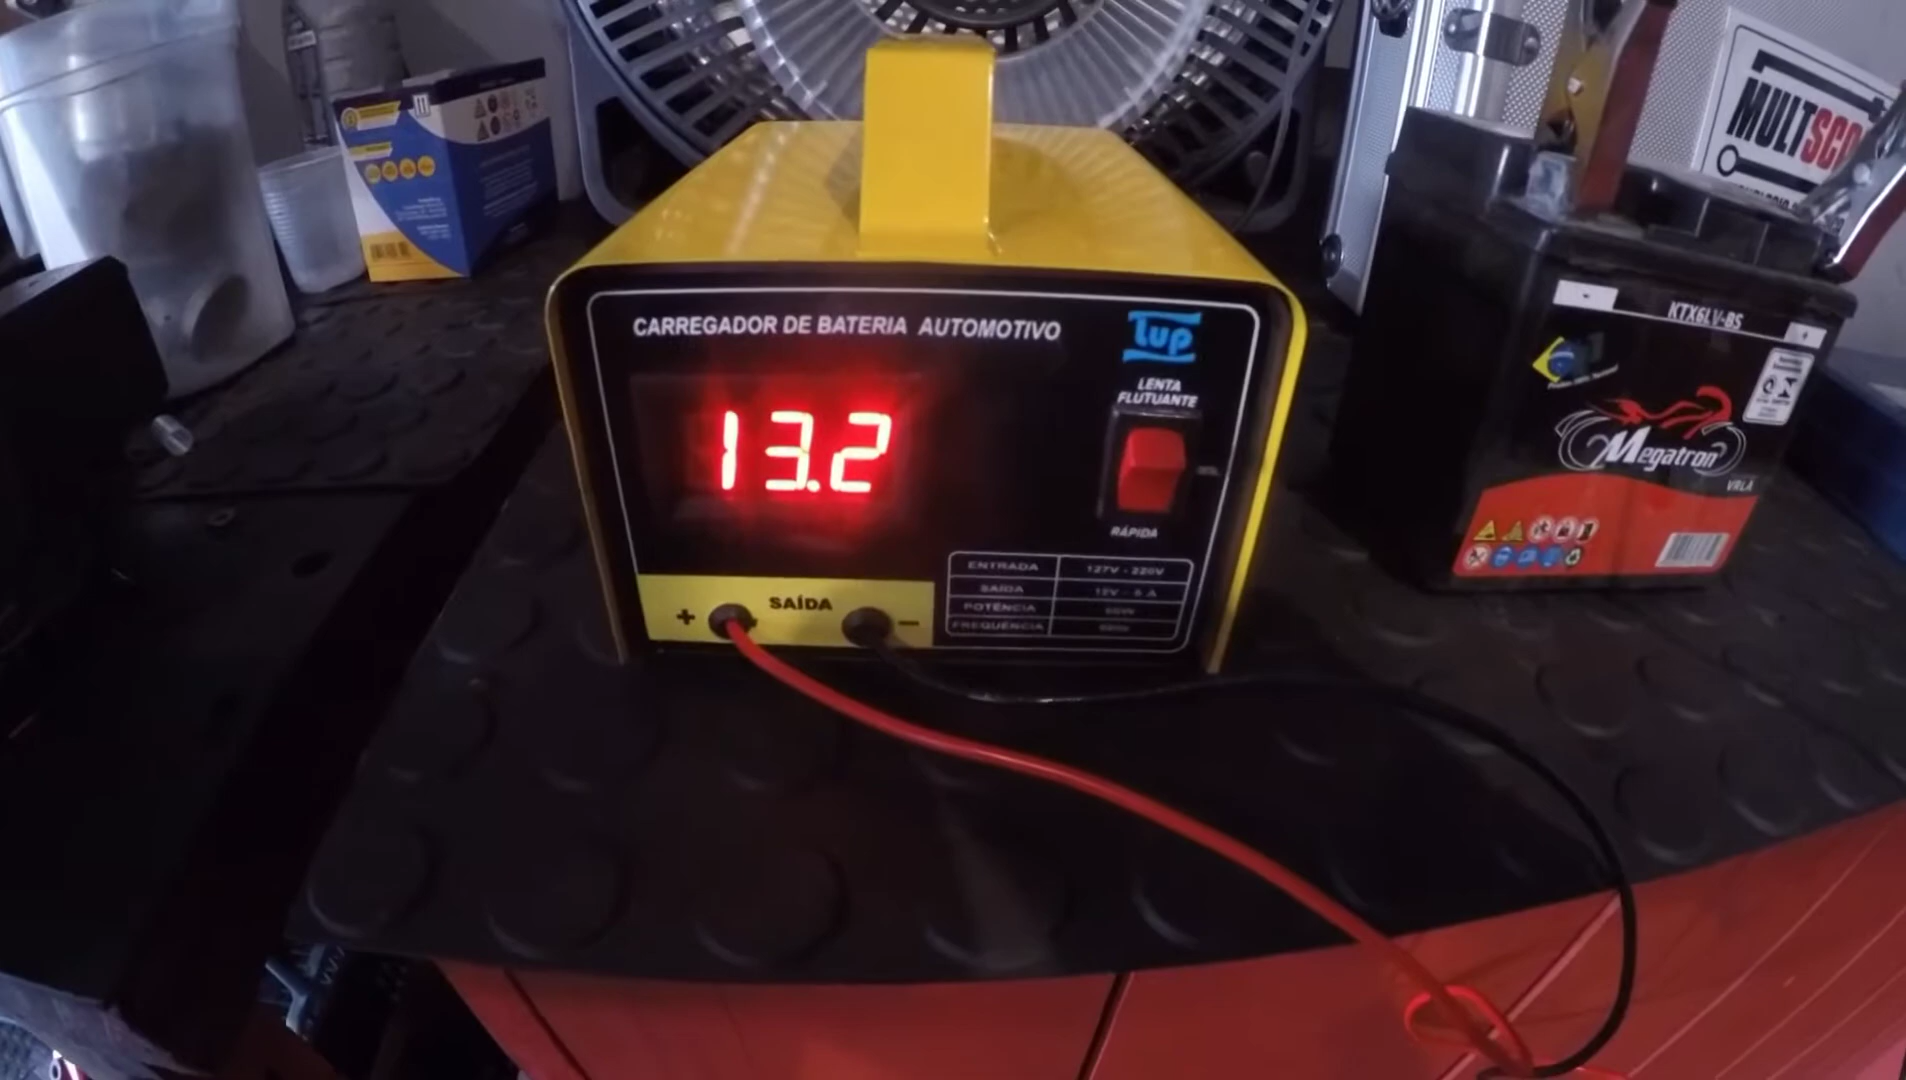 MULTSCO
KTX6LV-BS
CARREGADOR DE BATERIA AUTOMOTIVO
Tup
LENTA
FLUTUANTE
13.2
Megatron
VRLA
RÁPIDA
ENTRADA 127V - 220V
SAÍDA
POTÊNCIA
FREQUÊNCIA
+ SAÍDA -